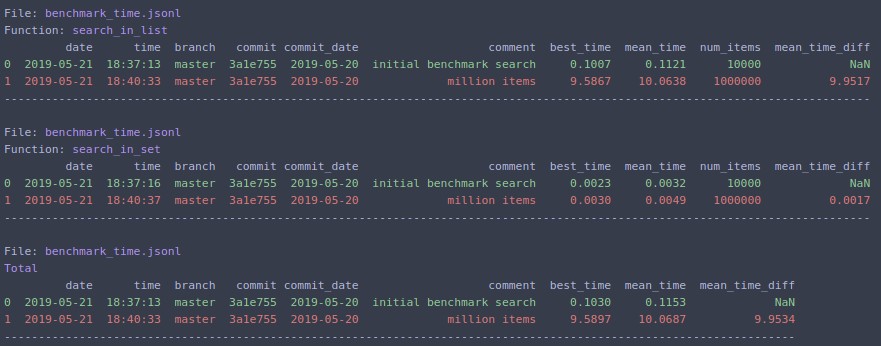 File: benchmark_time.jsonl
Function: search_in_list
date time branch commit commit_date comment best_time mean_time num_items mean_time_diff
0 2019-05-21 18:37:13 master 3a1e755 2019-05-20 initial benchmark search 0.1007 0.1121 10000 NaN
1 2019-05-21 18:40:33 master 3a1e755 2019-05-20 million items 9.5867 10.0638 1000000 9.9517
--------------------------------------------------------------------------------------------------------------------------------
File: benchmark_time.jsonl
Function: search_in_set
date time branch commit commit_date comment best_time mean_time num_items mean_time_diff
0 2019-05-21 18:37:16 master 3a1e755 2019-05-20 initial benchmark search 0.0023 0.0032 10000 NaN
1 2019-05-21 18:40:37 master 3a1e755 2019-05-20 million items 0.0030 0.0049 1000000 0.0017
--------------------------------------------------------------------------------------------------------------------------------
File: benchmark_time.jsonl
Total
date time branch commit commit_date comment best_time mean_time mean_time_diff
0 2019-05-21 18:37:13 master 3a1e755 2019-05-20 initial benchmark search 0.1030 0.1153 NaN
1 2019-05-21 18:40:33 master 3a1e755 2019-05-20 million items 9.5897 10.0687 9.9534
---------------------------------------------------------------------------------------------------------------------